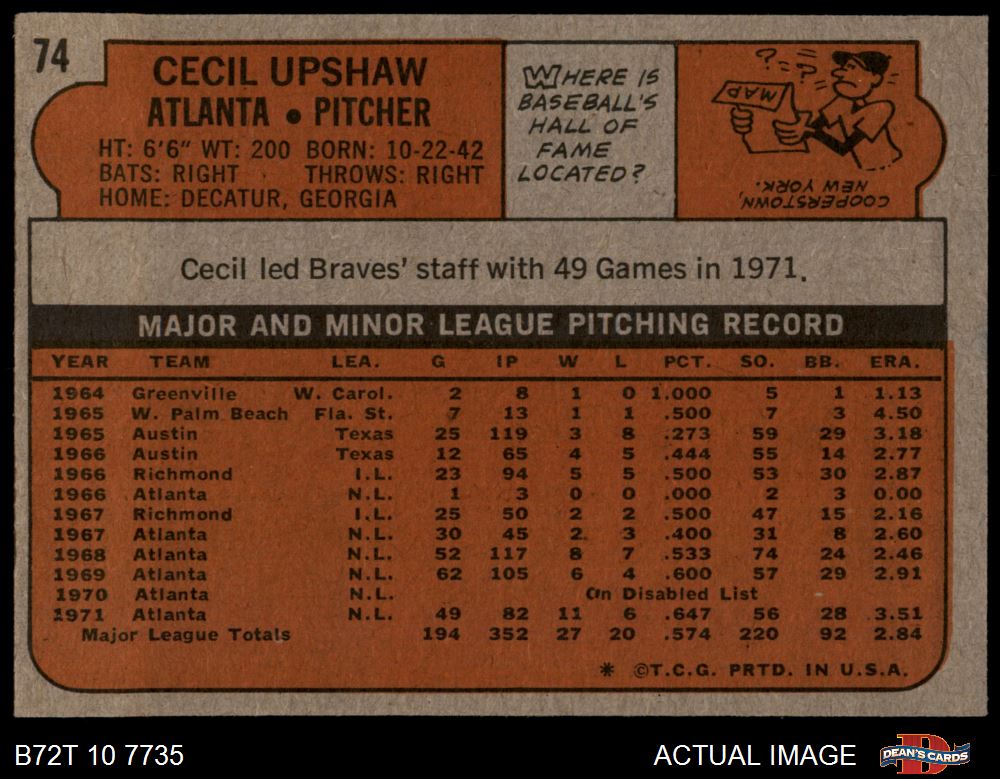 74
CECIL UPSHAW
ATLANTA • PITCHER
HT: 6'6" WT: 200 BORN: 10-22-42
BATS: RIGHT THROWS: RIGHT
HOME: DECATUR, GEORGIA
WHERE IS
BASEBALL'S
HALL OF
FAME
LOCATED?
COOPERSTOWN,
NEW YORK.
MAP
? - ? -
Cecil led Braves' staff with 49 Games in 1971.
MAJOR AND MINOR LEAGUE PITCHING RECORD
YEAR TEAM LEA. G IP W L PCT. SO. BB. ERA.
1964 Greenville W. Carol. 2 8 1 0 1.000 5 1 1.13
1965 W. Palm Beach Fla. St. 7 13 1 1 .500 7 3 4.50
1965 Austin Texas 25 119 3 8 .273 59 29 3.18
1966 Austin Texas 12 65 4 5 .444 55 14 2.77
1966 Richmond I.L. 23 94 5 5 .500 53 30 2.87
1966 Atlanta N.L. 1 3 0 0 .000 2 3 0.00
1967 Richmond I.L. 25 50 2 2 .500 47 15 2.16
1967 Atlanta N.L. 30 45 2 3 .400 31 8 2.60
1968 Atlanta N.L. 52 117 8 7 .533 74 24 2.46
1969 Atlanta N.L. 62 105 6 4 .600 57 29 2.91
1970 Atlanta N.L. On Disabled List
1971 Atlanta N.L. 49 82 11 6 .647 56 28 3.51
Major League Totals 194 352 27 20 .574 220 92 2.84
* ©T.C.G. PRTD. IN U.S.A.
B72T 10 7735
ACTUAL IMAGE
DEAN'S CARDS